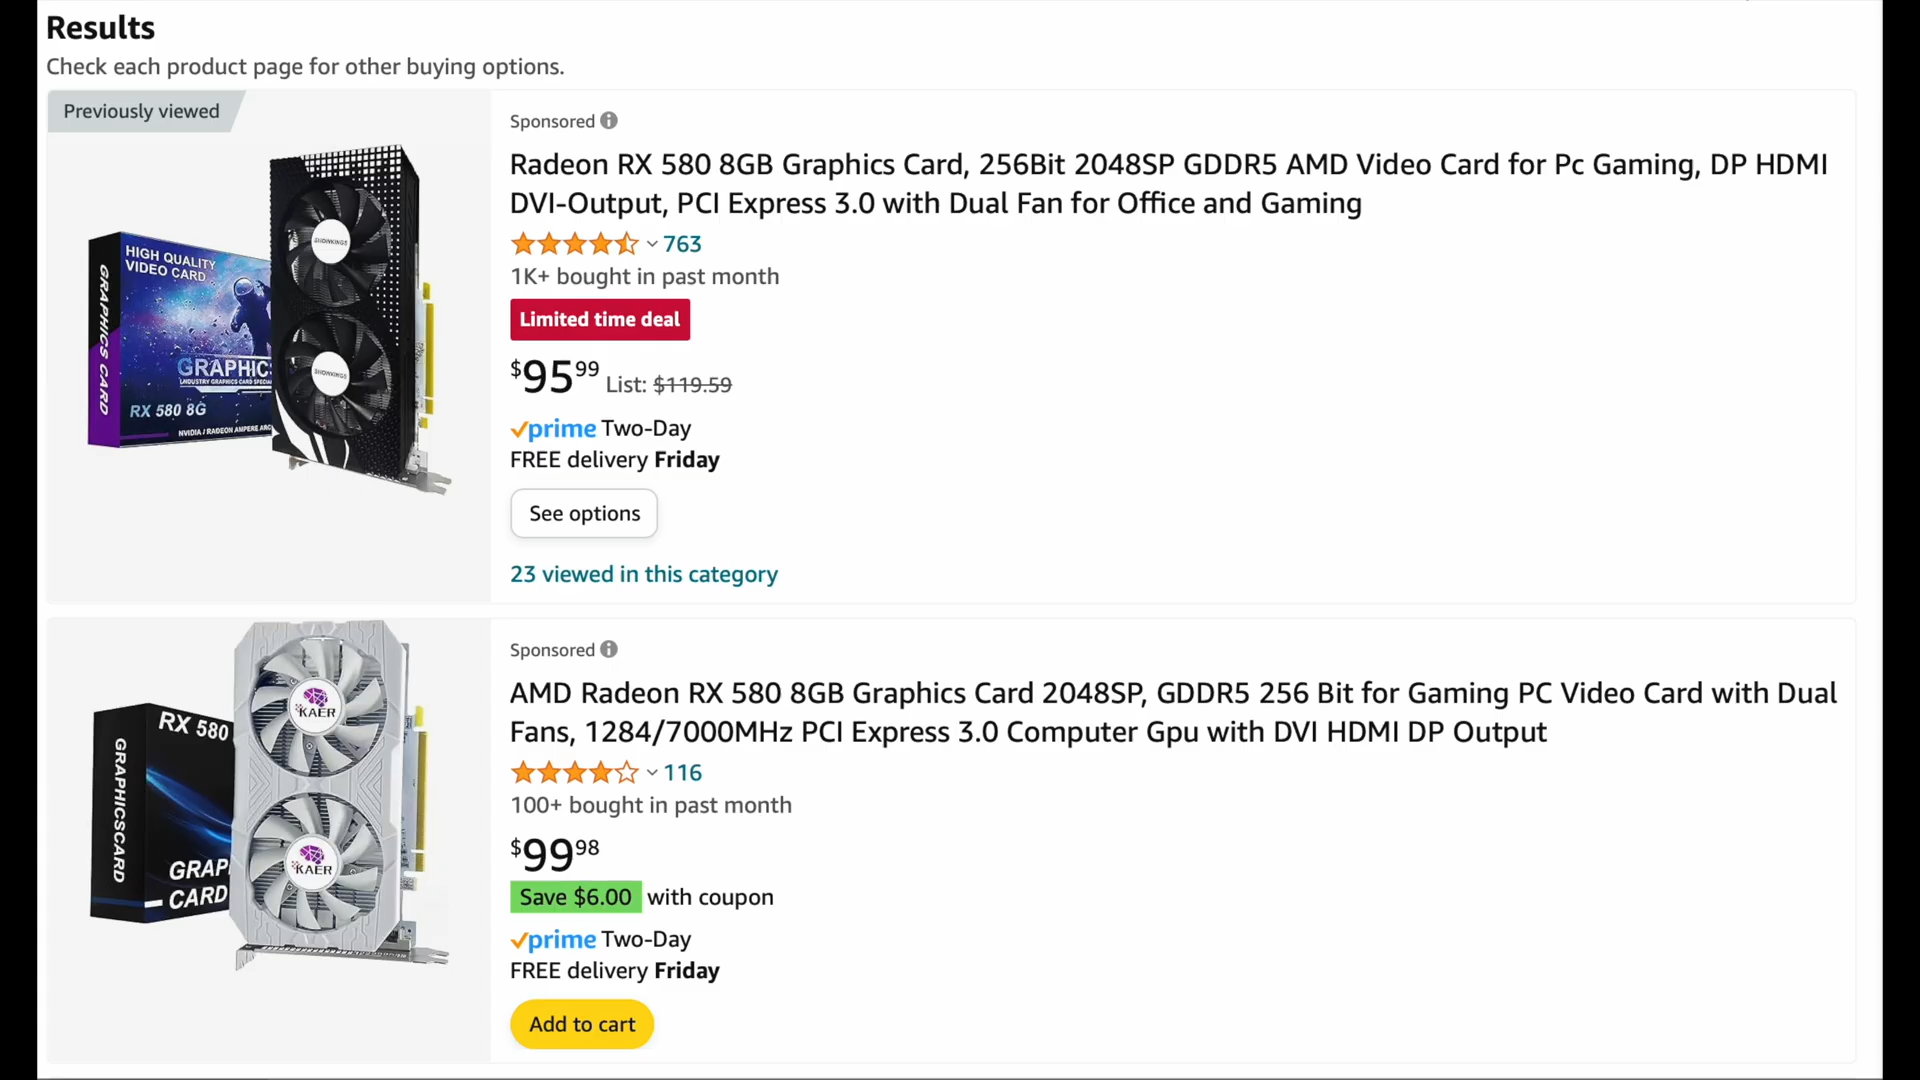 Results
Check each product page for other buying options.
Previously viewed
HIGH QUALITY
VIDEO CARD
GRAPHICS CARD
GRAPHIC
RX 580 8G
SHOWKINGS
SHOWKINGS
Sponsored
Radeon RX 580 8GB Graphics Card, 256Bit 2048SP GDDR5 AMD Video Card for Pc Gaming, DP HDMI
DVI-Output, PCI Express 3.0 with Dual Fan for Office and Gaming
763
1K+ bought in past month
Limited time deal
$95 99 List: $119.59
prime Two-Day
FREE delivery Friday
See options
23 viewed in this category
RX 580
GRAPHICSCARD
GRAP
CARD
KAER
KAER
Sponsored
AMD Radeon RX 580 8GB Graphics Card 2048SP, GDDR5 256 Bit for Gaming PC Video Card with Dual
Fans, 1284/7000MHz PCI Express 3.0 Computer Gpu with DVI HDMI DP Output
116
100+ bought in past month
$99 98
Save $6.00 with coupon
prime Two-Day
FREE delivery Friday
Add to cart